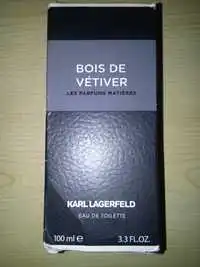 BOIS DE
VÉTIVER
LES PARFUMS MATIÈRES
KARL LAGERFELD
EAU DE TOILETTE
100 ml e 3.3 FL.OZ.